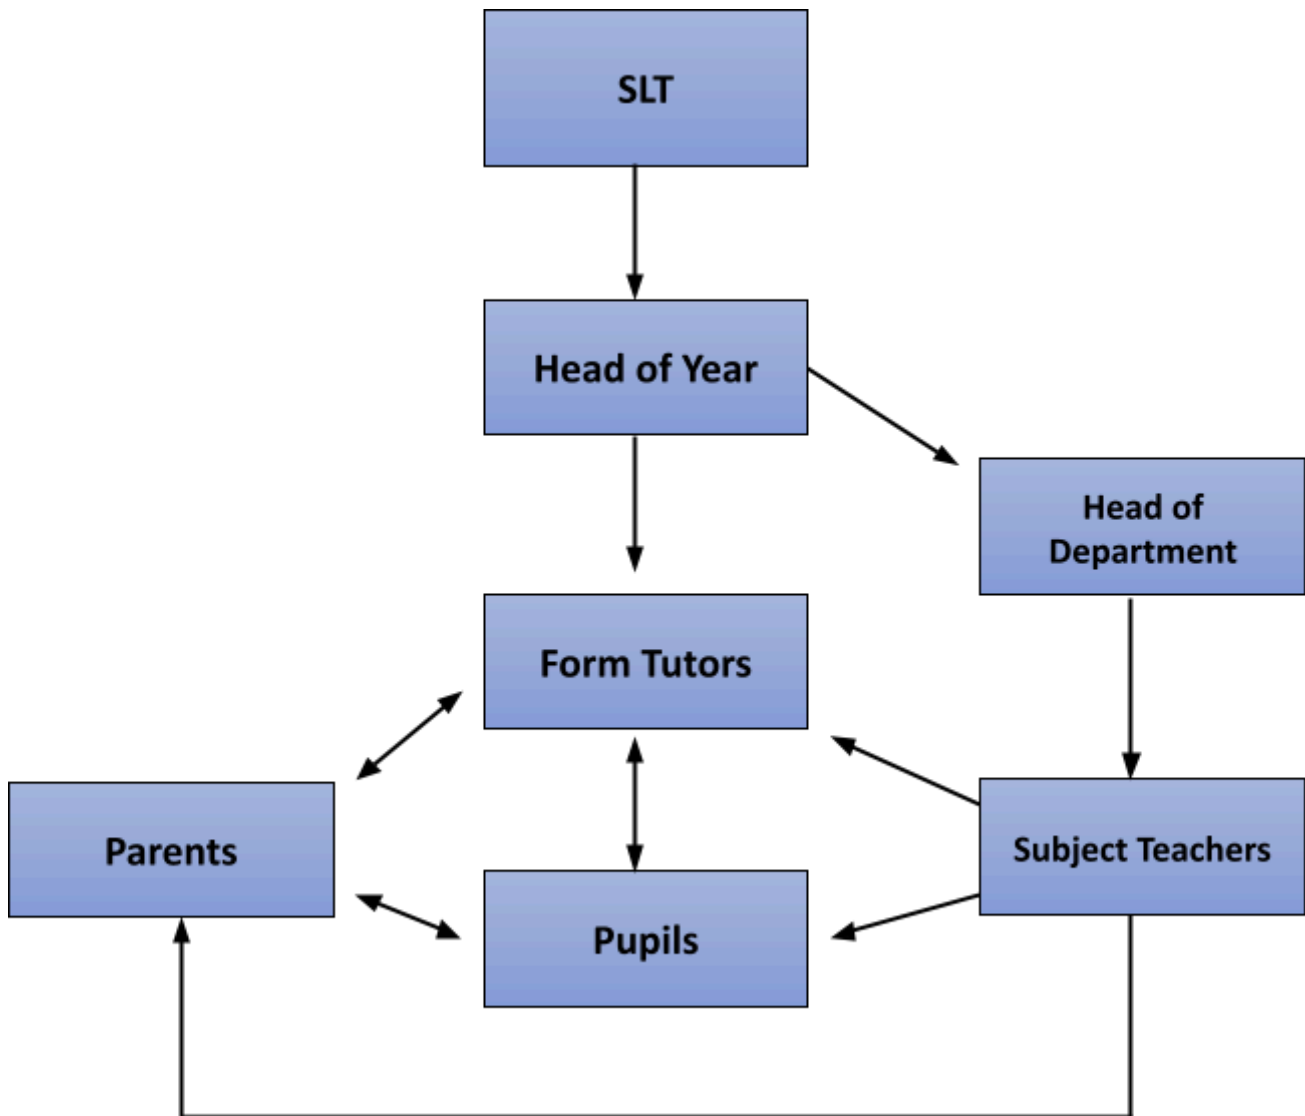 SLT
Head of Year
Head of
Department
Form Tutors
Parents
Subject Teachers
Pupils